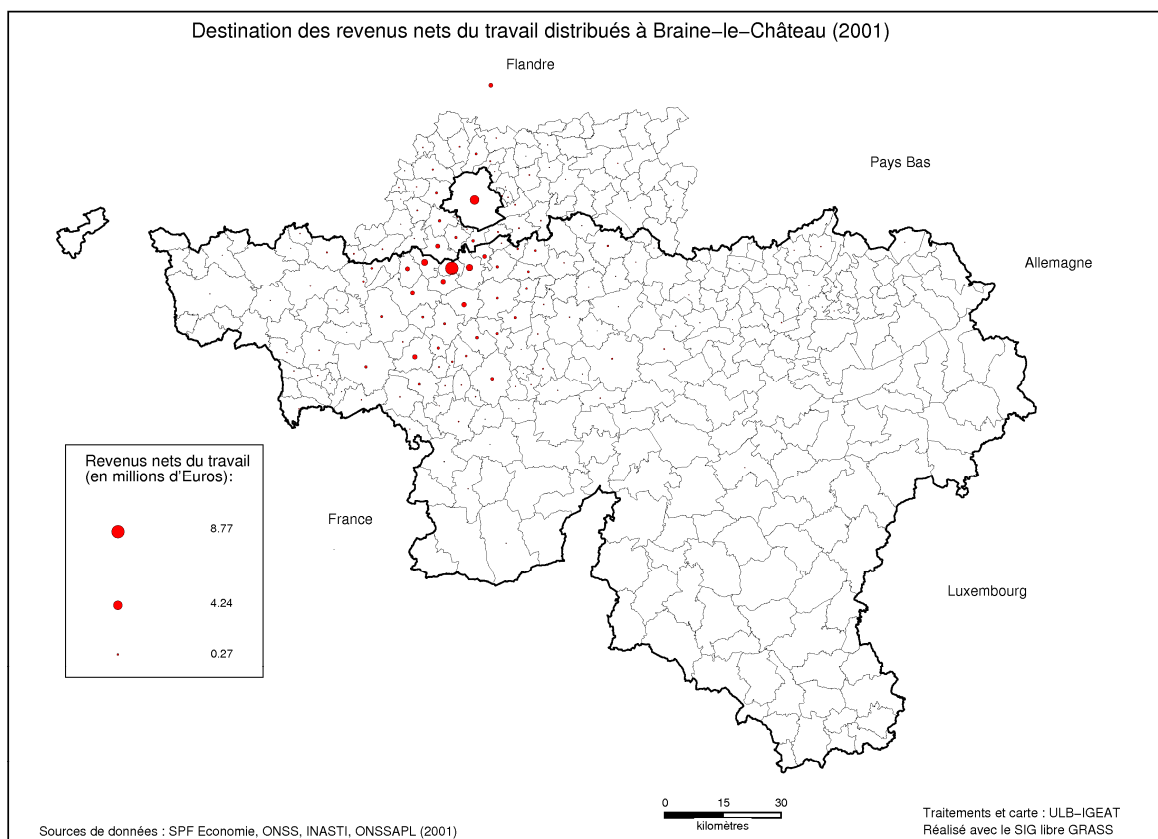 Destination des revenus nets du travail distribués à Braine−le−Château (2001)
Flandre
Pays Bas
Allemagne
Revenus nets du travail
(en millions d'Euros):
8.77
4.24
0.27
France
Luxembourg
0 15 30
kilomètres
Sources de données : SPF Economie, ONSS, INASTI, ONSSAPL (2001)
Traitements et carte : ULB−IGEAT
Réalisé avec le SIG libre GRASS